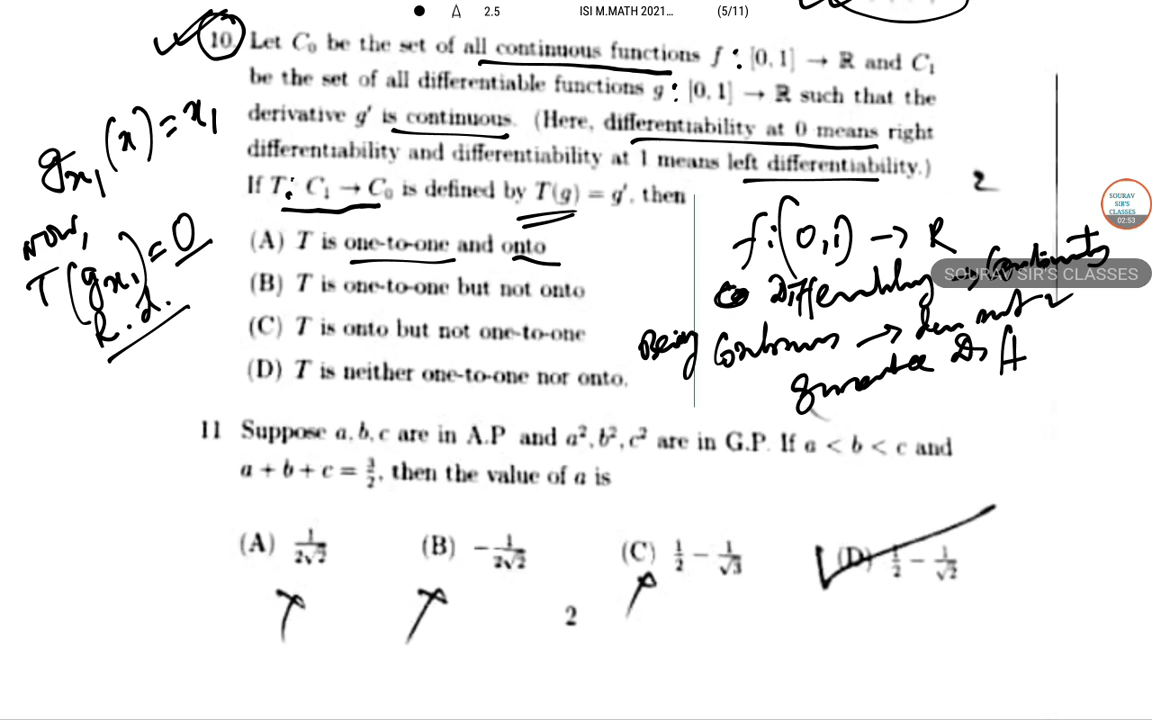 2.5 ISI M.MATH 2021... (5/11)
10. Let C₀ be the set of all continuous functions f : [0, 1] → ℝ and C₁
be the set of all differentiable functions g : [0, 1] → ℝ such that the
derivative g′ is continuous. (Here, differentiability at 0 means right
differentiability and differentiability at 1 means left differentiability.)
If T : C₁ → C₀ is defined by T(g) = g′, then
(A) T is one-to-one and onto
(B) T is one-to-one but not onto
(C) T is onto but not one-to-one
(D) T is neither one-to-one nor onto.
g_{x₁}(x) = x₁
now,
T(g_{x₁}) = 0
2
f:(0,1) → R
SOURAV SIR'S CLASSES
02:53
SOURAV SIR'S CLASSES
Being Continuous → does not
guarantee
11 Suppose a, b, c are in A.P and a², b², c² are in G.P. If a < b < c and
a + b + c = 3/2, then the value of a is
(A) 1/(2√2) (B) −1/(2√2) (C) 1/2 − 1/√3 (D) 1/2 − 1/√2
2